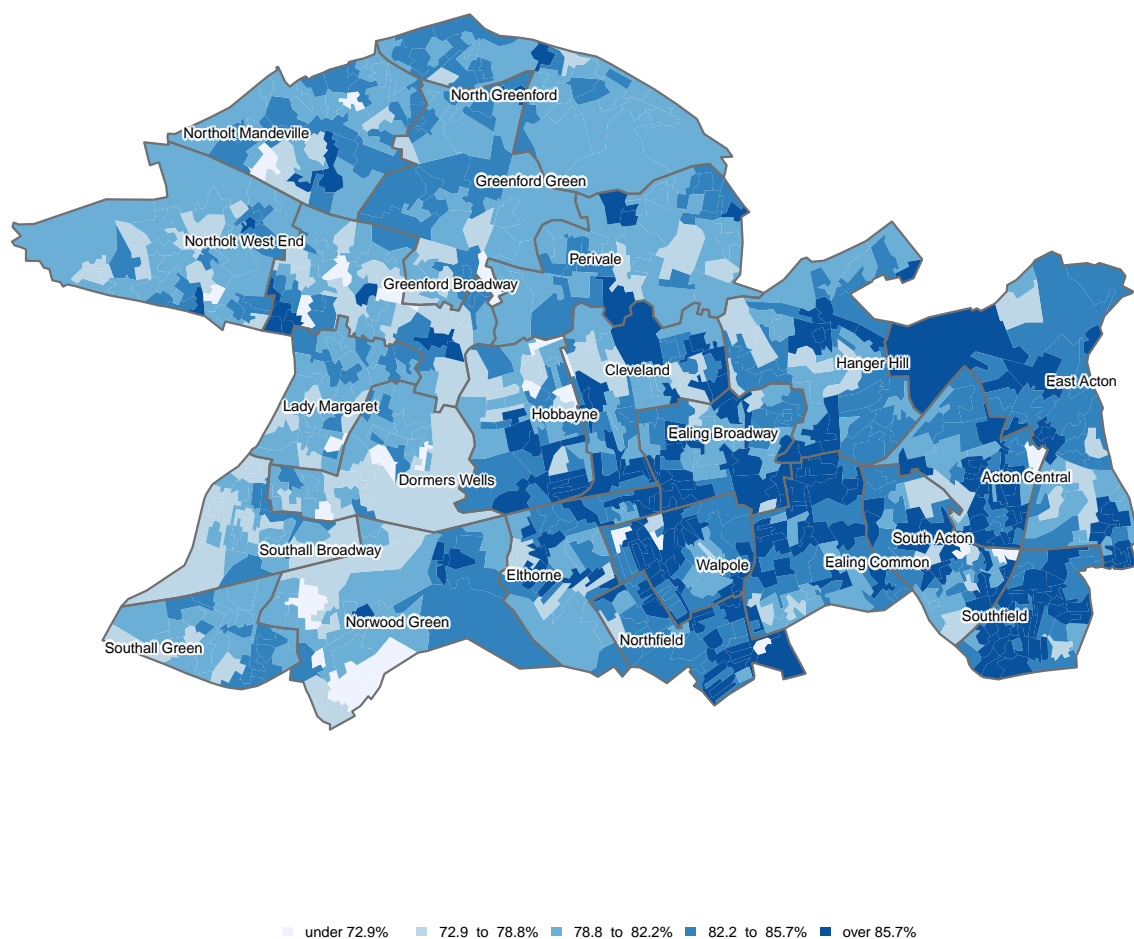 North Greenford
Northolt Mandeville
Greenford Green
Northolt West End
Perivale
Greenford Broadway
Hanger Hill
Cleveland
East Acton
Lady Margaret
Hobbayne
Ealing Broadway
Dormers Wells
Acton Central
South Acton
Southall Broadway
Ealing Common
Walpole
Elthorne
Southfield
Norwood Green
Northfield
Southall Green
under 72.9% 72.9 to 78.8% 78.8 to 82.2% 82.2 to 85.7% over 85.7%